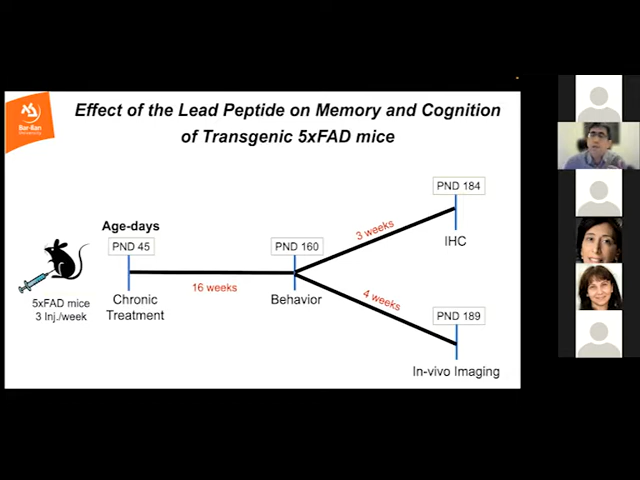 Effect of the Lead Peptide on Memory and Cognition
of Transgenic 5xFAD mice
Bar-Ilan
University
Age-days
PND 45
PND 160
PND 184
PND 189
3 weeks
4 weeks
16 weeks
IHC
5xFAD mice
3 Inj./week
Chronic
Treatment
Behavior
In-vivo Imaging